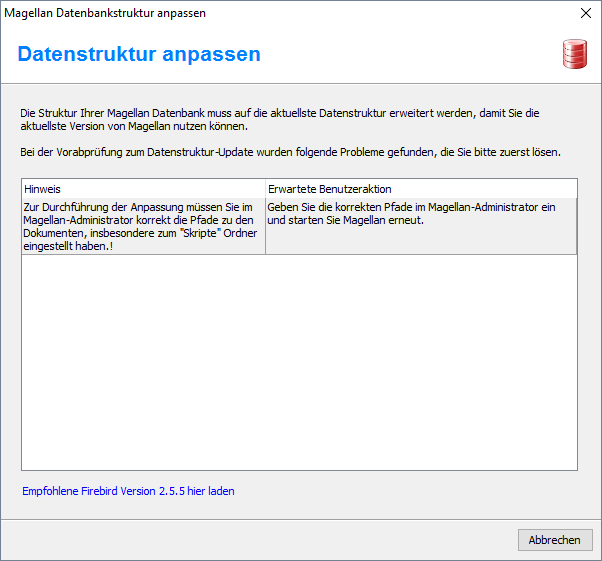 Magellan Datenbankstruktur anpassen
Datenstruktur anpassen
Die Struktur Ihrer Magellan Datenbank muss auf die aktuellste Datenstruktur erweitert werden, damit Sie die
aktuellste Version von Magellan nutzen können.
Bei der Vorabprüfung zum Datenstruktur-Update wurden folgende Probleme gefunden, die Sie bitte zuerst lösen.
Hinweis
Erwartete Benutzeraktion
Zur Durchführung der Anpassung müssen Sie im
Magellan-Administrator korrekt die Pfade zu den
Dokumenten, insbesondere zum "Skripte" Ordner
eingestellt haben.!
Geben Sie die korrekten Pfade im Magellan-Administrator ein
und starten Sie Magellan erneut.
Empfohlene Firebird Version 2.5.5 hier laden
Abbrechen